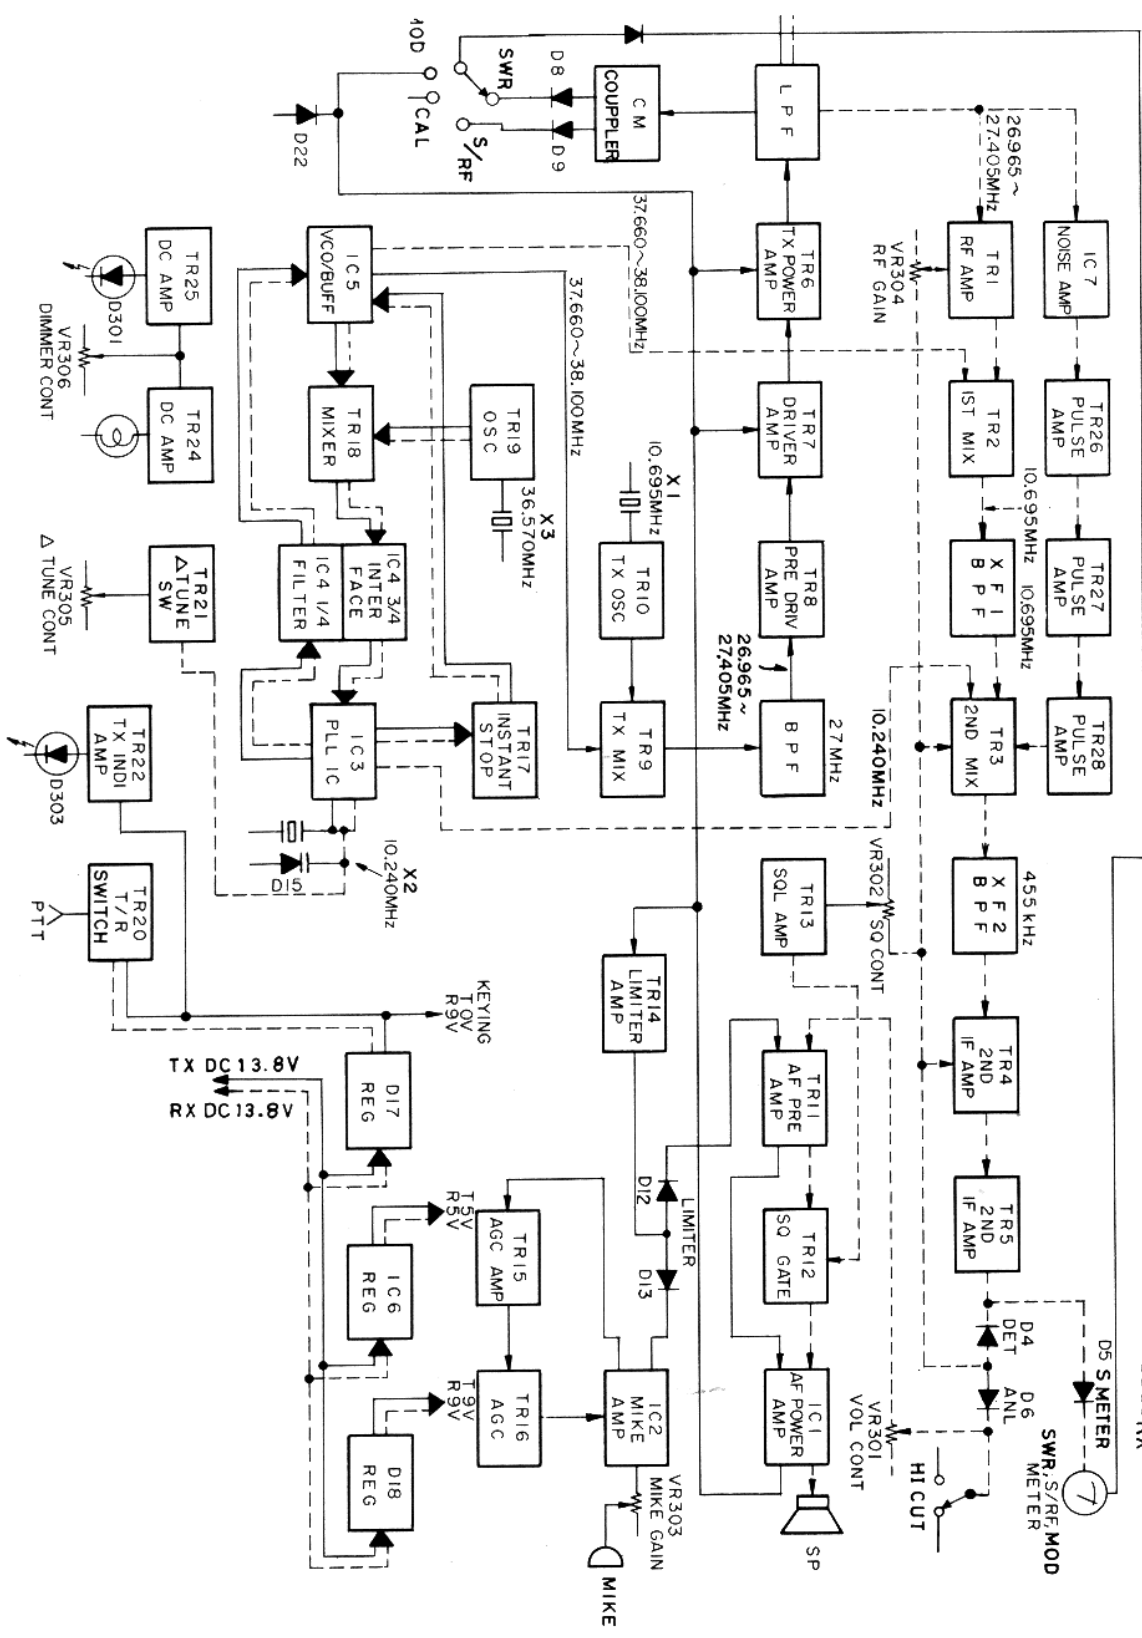 26.965~
27.405MHz
IC 7
NOISE AMP
TR26
PULSE
AMP
TR27
PULSE
AMP
TR28
PULSE
AMP
TR1
RF AMP
TR2
1ST MIX
10.695MHz
XF1
BPF
10.695MHz
TR3
2ND MIX
455kHz
XF2
BPF
TR4
2ND
IF AMP
TR5
2ND
IF AMP
D4
DET
D6
ANL
D5 S METER
SWR, S/RF, MOD
METER
HI CUT
VR304
RF GAIN
10.240MHz
VR302
SQ CONT
VR301
VOL CONT
LPF
TR6
TX POWER
AMP
TR7
DRIVER
AMP
TR8
PRE DRIV
AMP
26.965~
27.405MHz
27MHz
BPF
TR13
SQL AMP
TR11
AF PRE
AMP
TR12
SQ GATE
IC1
AF POWER
AMP
SP
CM
COUPPLER
D8
D9
SWR
S/RF
CAL
D22
37.660~38.100MHz
37.660~38.100MHz
X1
10.695MHz
TR10
TX OSC
TR9
TX MIX
TR14
LIMITER
AMP
LIMITER
D12
D13
IC2
MIKE
AMP
VR303
MIKE GAIN
MIKE
TR19
OSC
X3
36.570MHz
TR17
INSTANT
STOP
TR15
AGC AMP
TR16
AGC
IC5
VCO/BUFF
TR18
MIXER
IC4 3/4
INTER
FACE
IC4 1/4
FILTER
IC3
PLL IC
X2
10.240MHz
D15
KEYING
T0V
R9V
T5V
R5V
T9V
R9V
D17
REG
IC6
REG
D18
REG
TX DC13.8V
RX DC13.8V
TR25
DC AMP
D301
VR306
DIMMER CONT
TR24
DC AMP
TR21
△TUNE
SW
VR305
△ TUNE CONT
TR22
TX INDI
AMP
D303
TR20
T/R
SWITCH
PTT